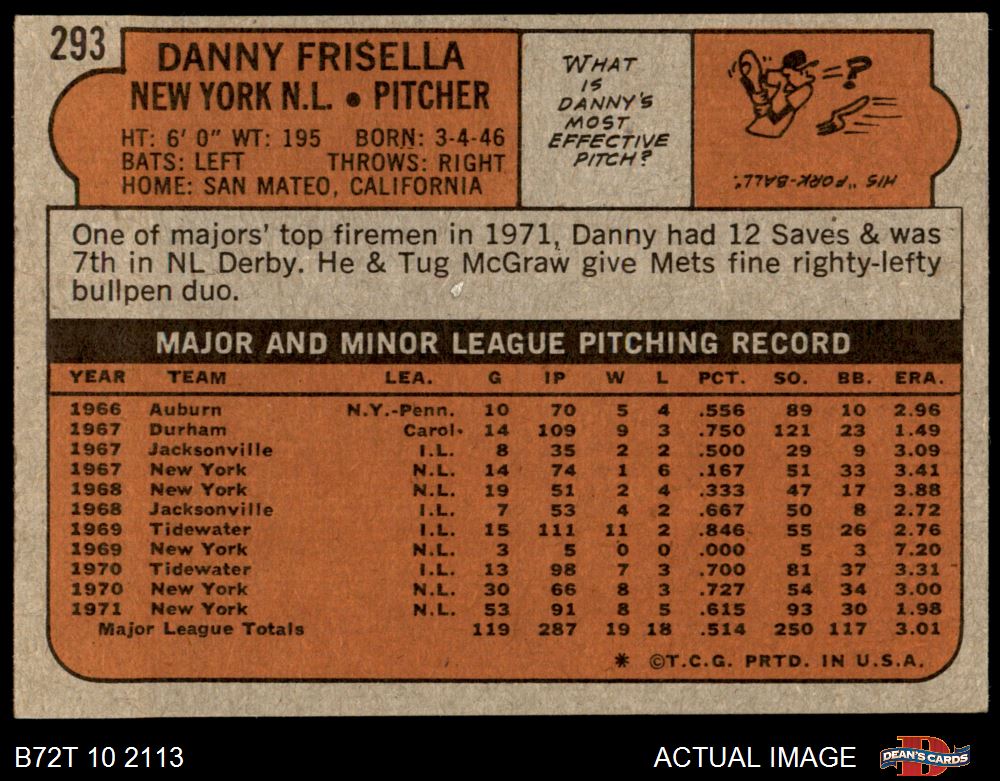 293
DANNY FRISELLA
NEW YORK N.L. • PITCHER
HT: 6' 0" WT: 195 BORN: 3-4-46
BATS: LEFT THROWS: RIGHT
HOME: SAN MATEO, CALIFORNIA
WHAT
IS
DANNY'S
MOST
EFFECTIVE
PITCH?
= ?
HIS "FORK-BALL".
One of majors' top firemen in 1971, Danny had 12 Saves & was
7th in NL Derby. He & Tug McGraw give Mets fine righty-lefty
bullpen duo.
MAJOR AND MINOR LEAGUE PITCHING RECORD
YEAR TEAM LEA. G IP W L PCT. SO. BB. ERA.
1966 Auburn N.Y.-Penn. 10 70 5 4 .556 89 10 2.96
1967 Durham Carol. 14 109 9 3 .750 121 23 1.49
1967 Jacksonville I.L. 8 35 2 2 .500 29 9 3.09
1967 New York N.L. 14 74 1 6 .167 51 33 3.41
1968 New York N.L. 19 51 2 4 .333 47 17 3.88
1968 Jacksonville I.L. 7 53 4 2 .667 50 8 2.72
1969 Tidewater I.L. 15 111 11 2 .846 55 26 2.76
1969 New York N.L. 3 5 0 0 .000 5 3 7.20
1970 Tidewater I.L. 13 98 7 3 .700 81 37 3.31
1970 New York N.L. 30 66 8 3 .727 54 34 3.00
1971 New York N.L. 53 91 8 5 .615 93 30 1.98
Major League Totals 119 287 19 18 .514 250 117 3.01
* ©T.C.G. PRTD. IN U.S.A.
B72T 10 2113
ACTUAL IMAGE
DEAN'S CARDS